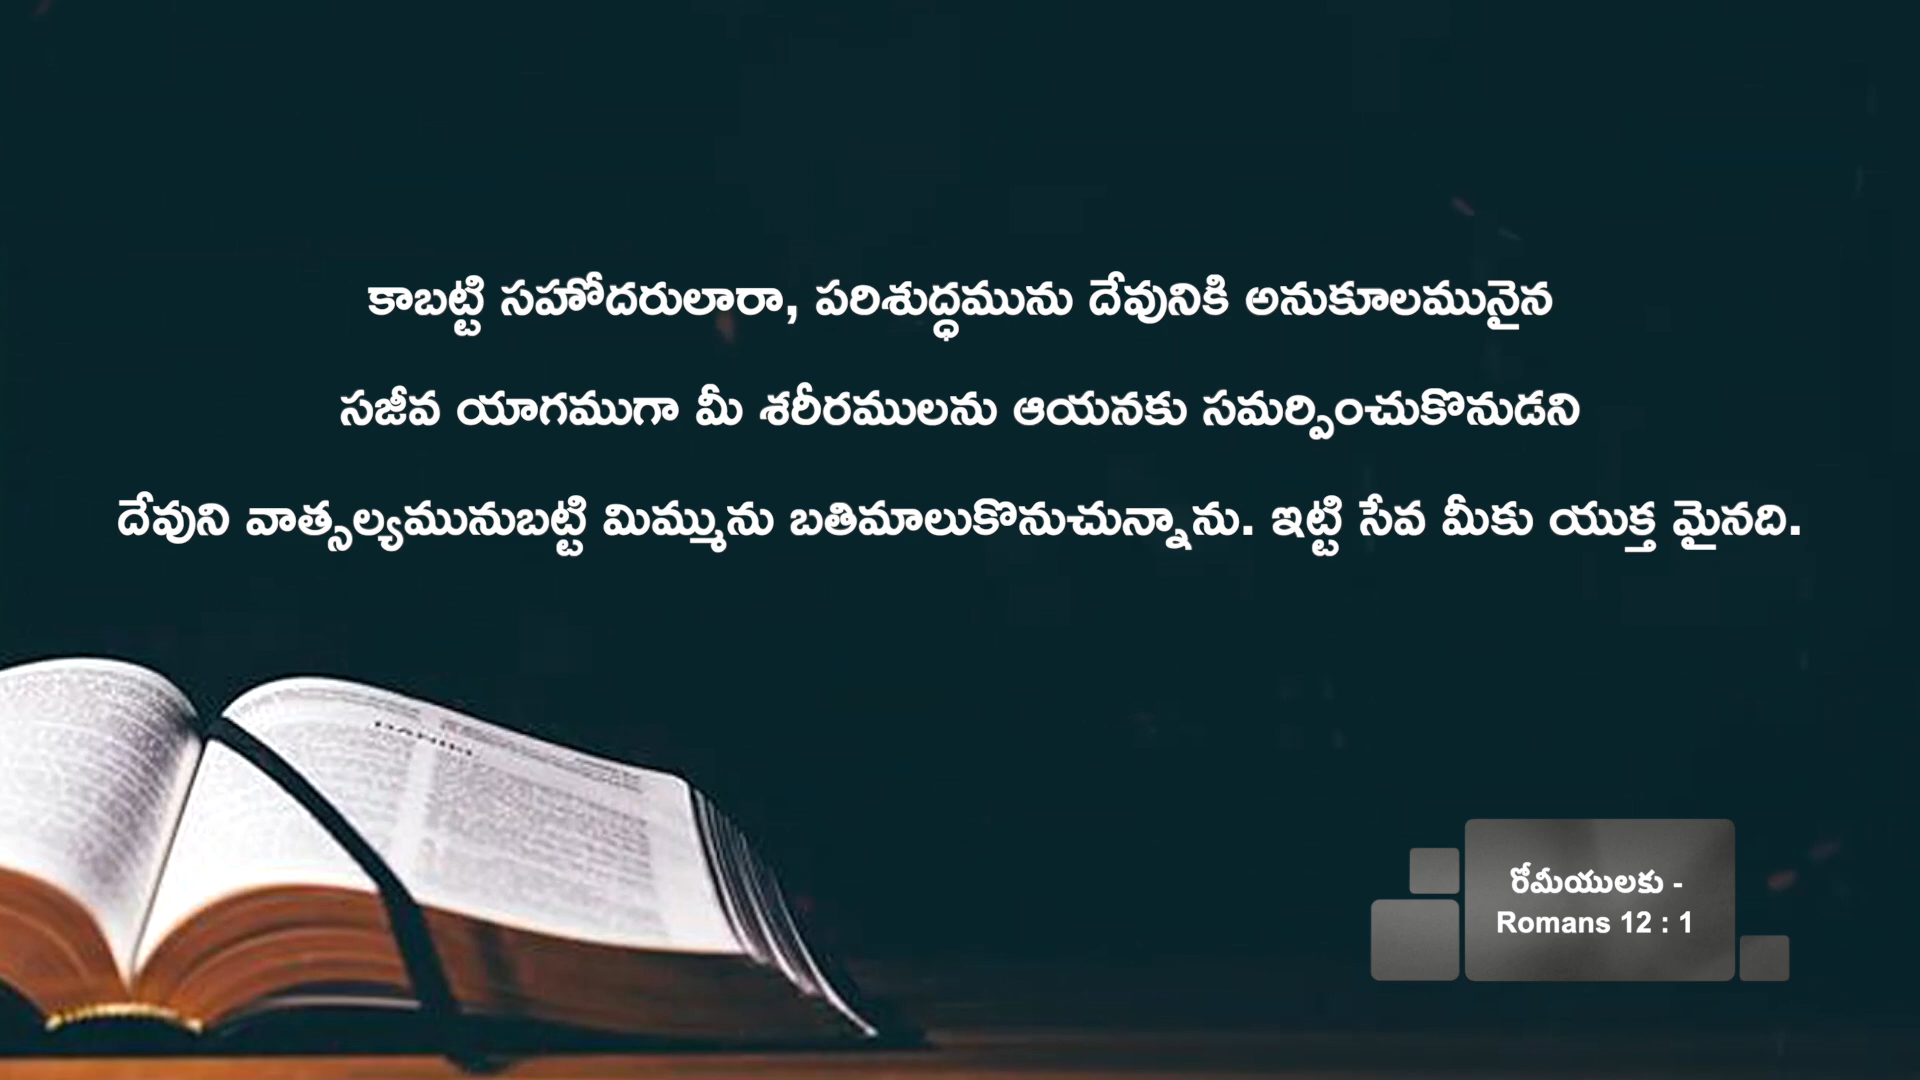 కాబట్టి సహోదరులారా, పరిశుద్ధమును దేవునికి అనుకూలమునైన
సజీవ యాగముగా మీ శరీరములను ఆయనకు సమర్పించుకొనుడని
దేవుని వాత్సల్యమునుబట్టి మిమ్మును బతిమాలుకొనుచున్నాను. ఇట్టి సేవ మీకు యుక్త మైనది.
రోమీయులకు -
Romans 12 : 1